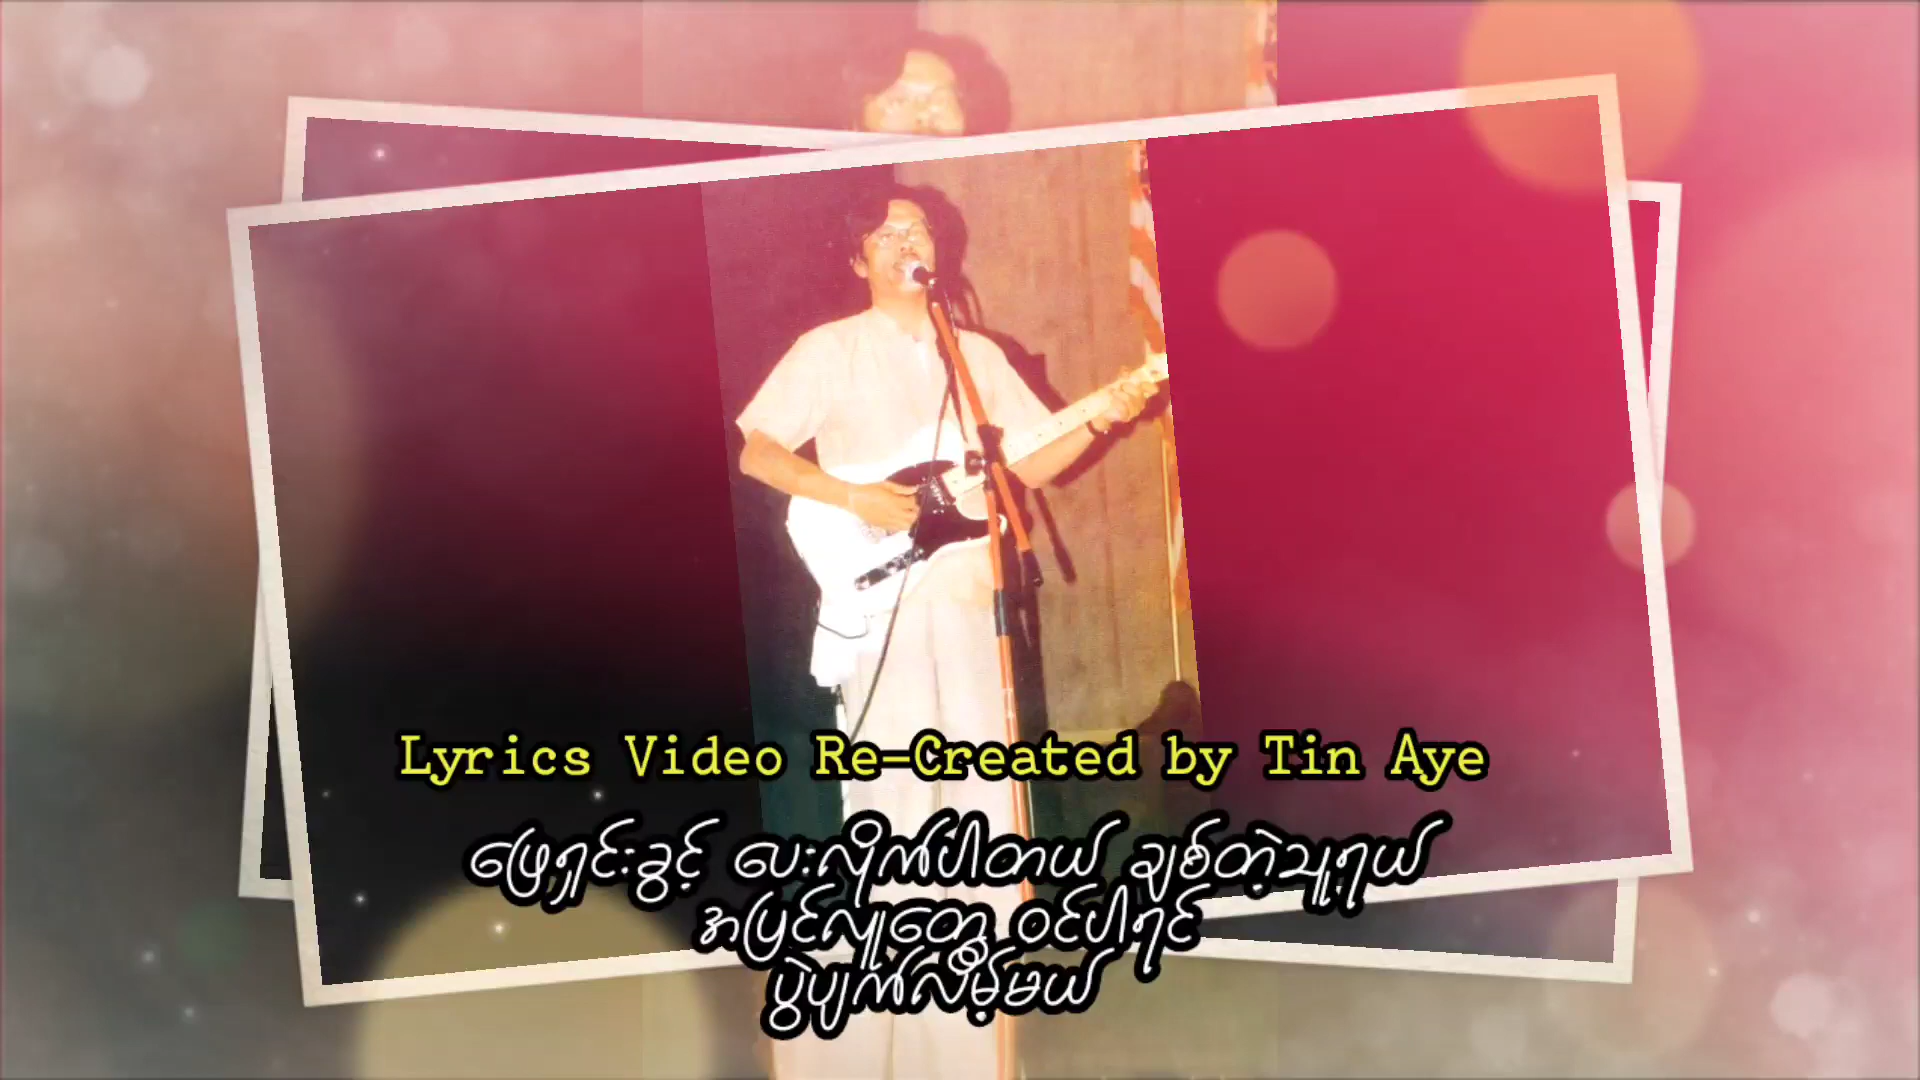 Lyrics Video Re-Created by Tin Aye
ဖြေရှင်းခွင့် ပေးလိုက်ပါတယ် ချစ်တဲ့သူရယ်
အပြင်လူတွေ ဝင်ပါရင်
ပွဲပျက်လိမ့်မယ်